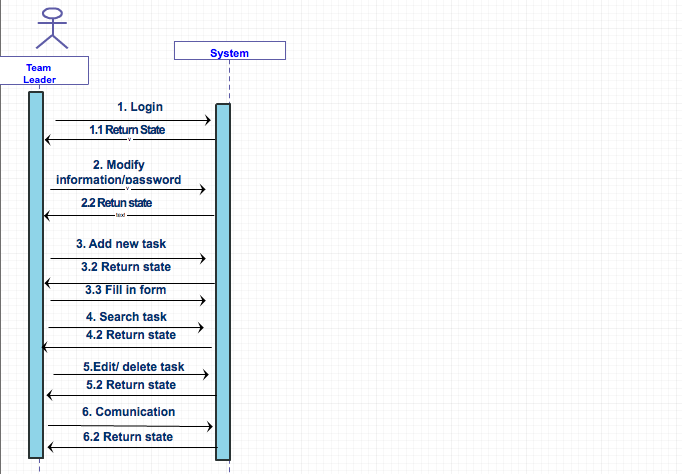 Team
Leader
System
1. Login
1.1 Return State
2. Modify
information/password
2.2 Retun state
text
3. Add new task
3.2 Return state
3.3 Fill in form
4. Search task
4.2 Return state
5.Edit/ delete task
5.2 Return state
6. Comunication
6.2 Return state